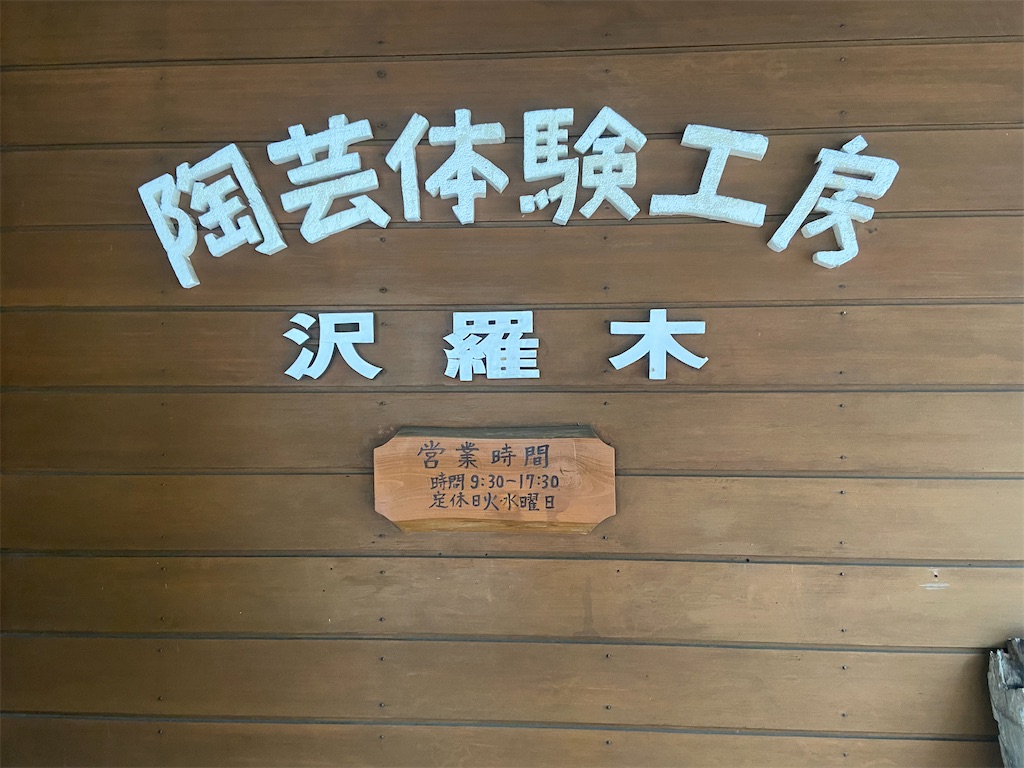 陶芸体験工房
沢羅木
営業時間
時間 9:30~17:30
定休日火・水曜日